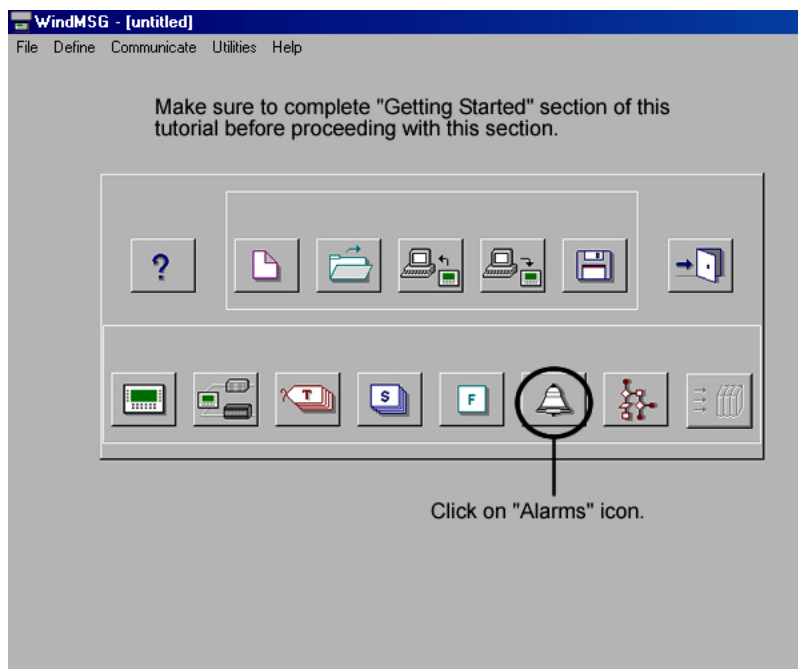 WindMSG - [untitled]
File Define Communicate Utilities Help
Make sure to complete "Getting Started" section of this
tutorial before proceeding with this section.
?
? T S F
Click on "Alarms" icon.